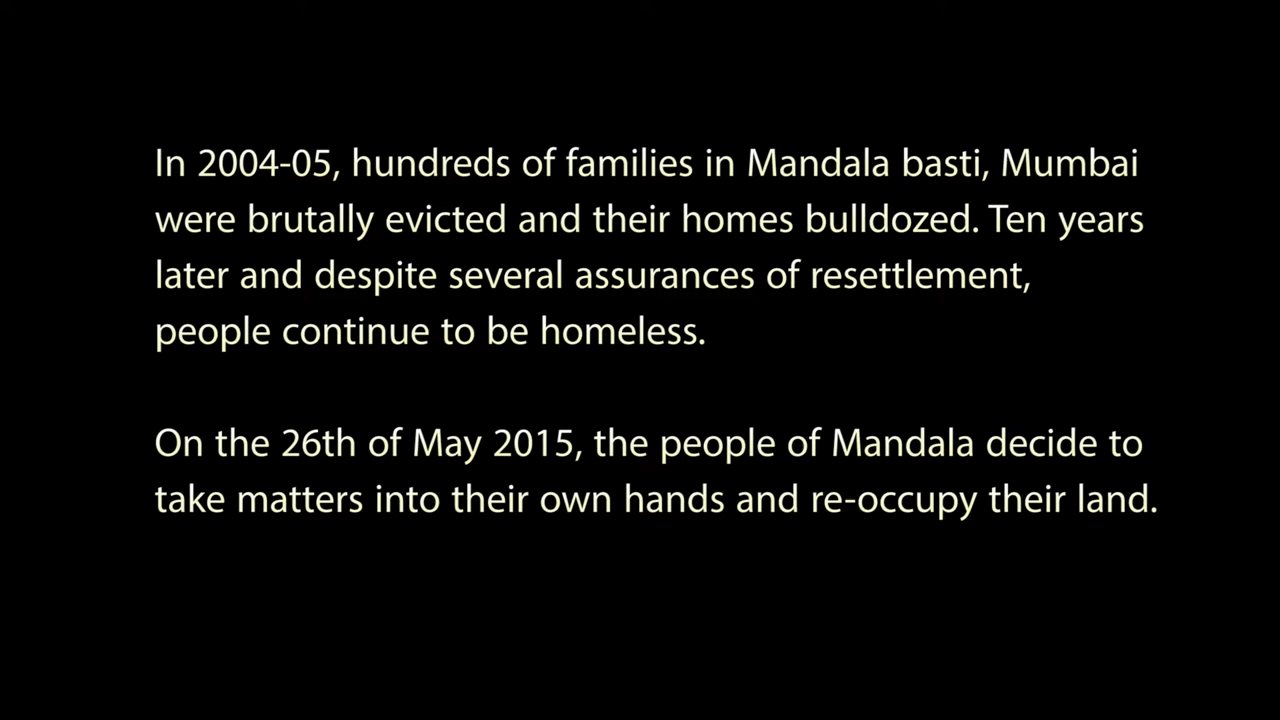 In 2004-05, hundreds of families in Mandala basti, Mumbai
were brutally evicted and their homes bulldozed. Ten years
later and despite several assurances of resettlement,
people continue to be homeless.
On the 26th of May 2015, the people of Mandala decide to
take matters into their own hands and re-occupy their land.